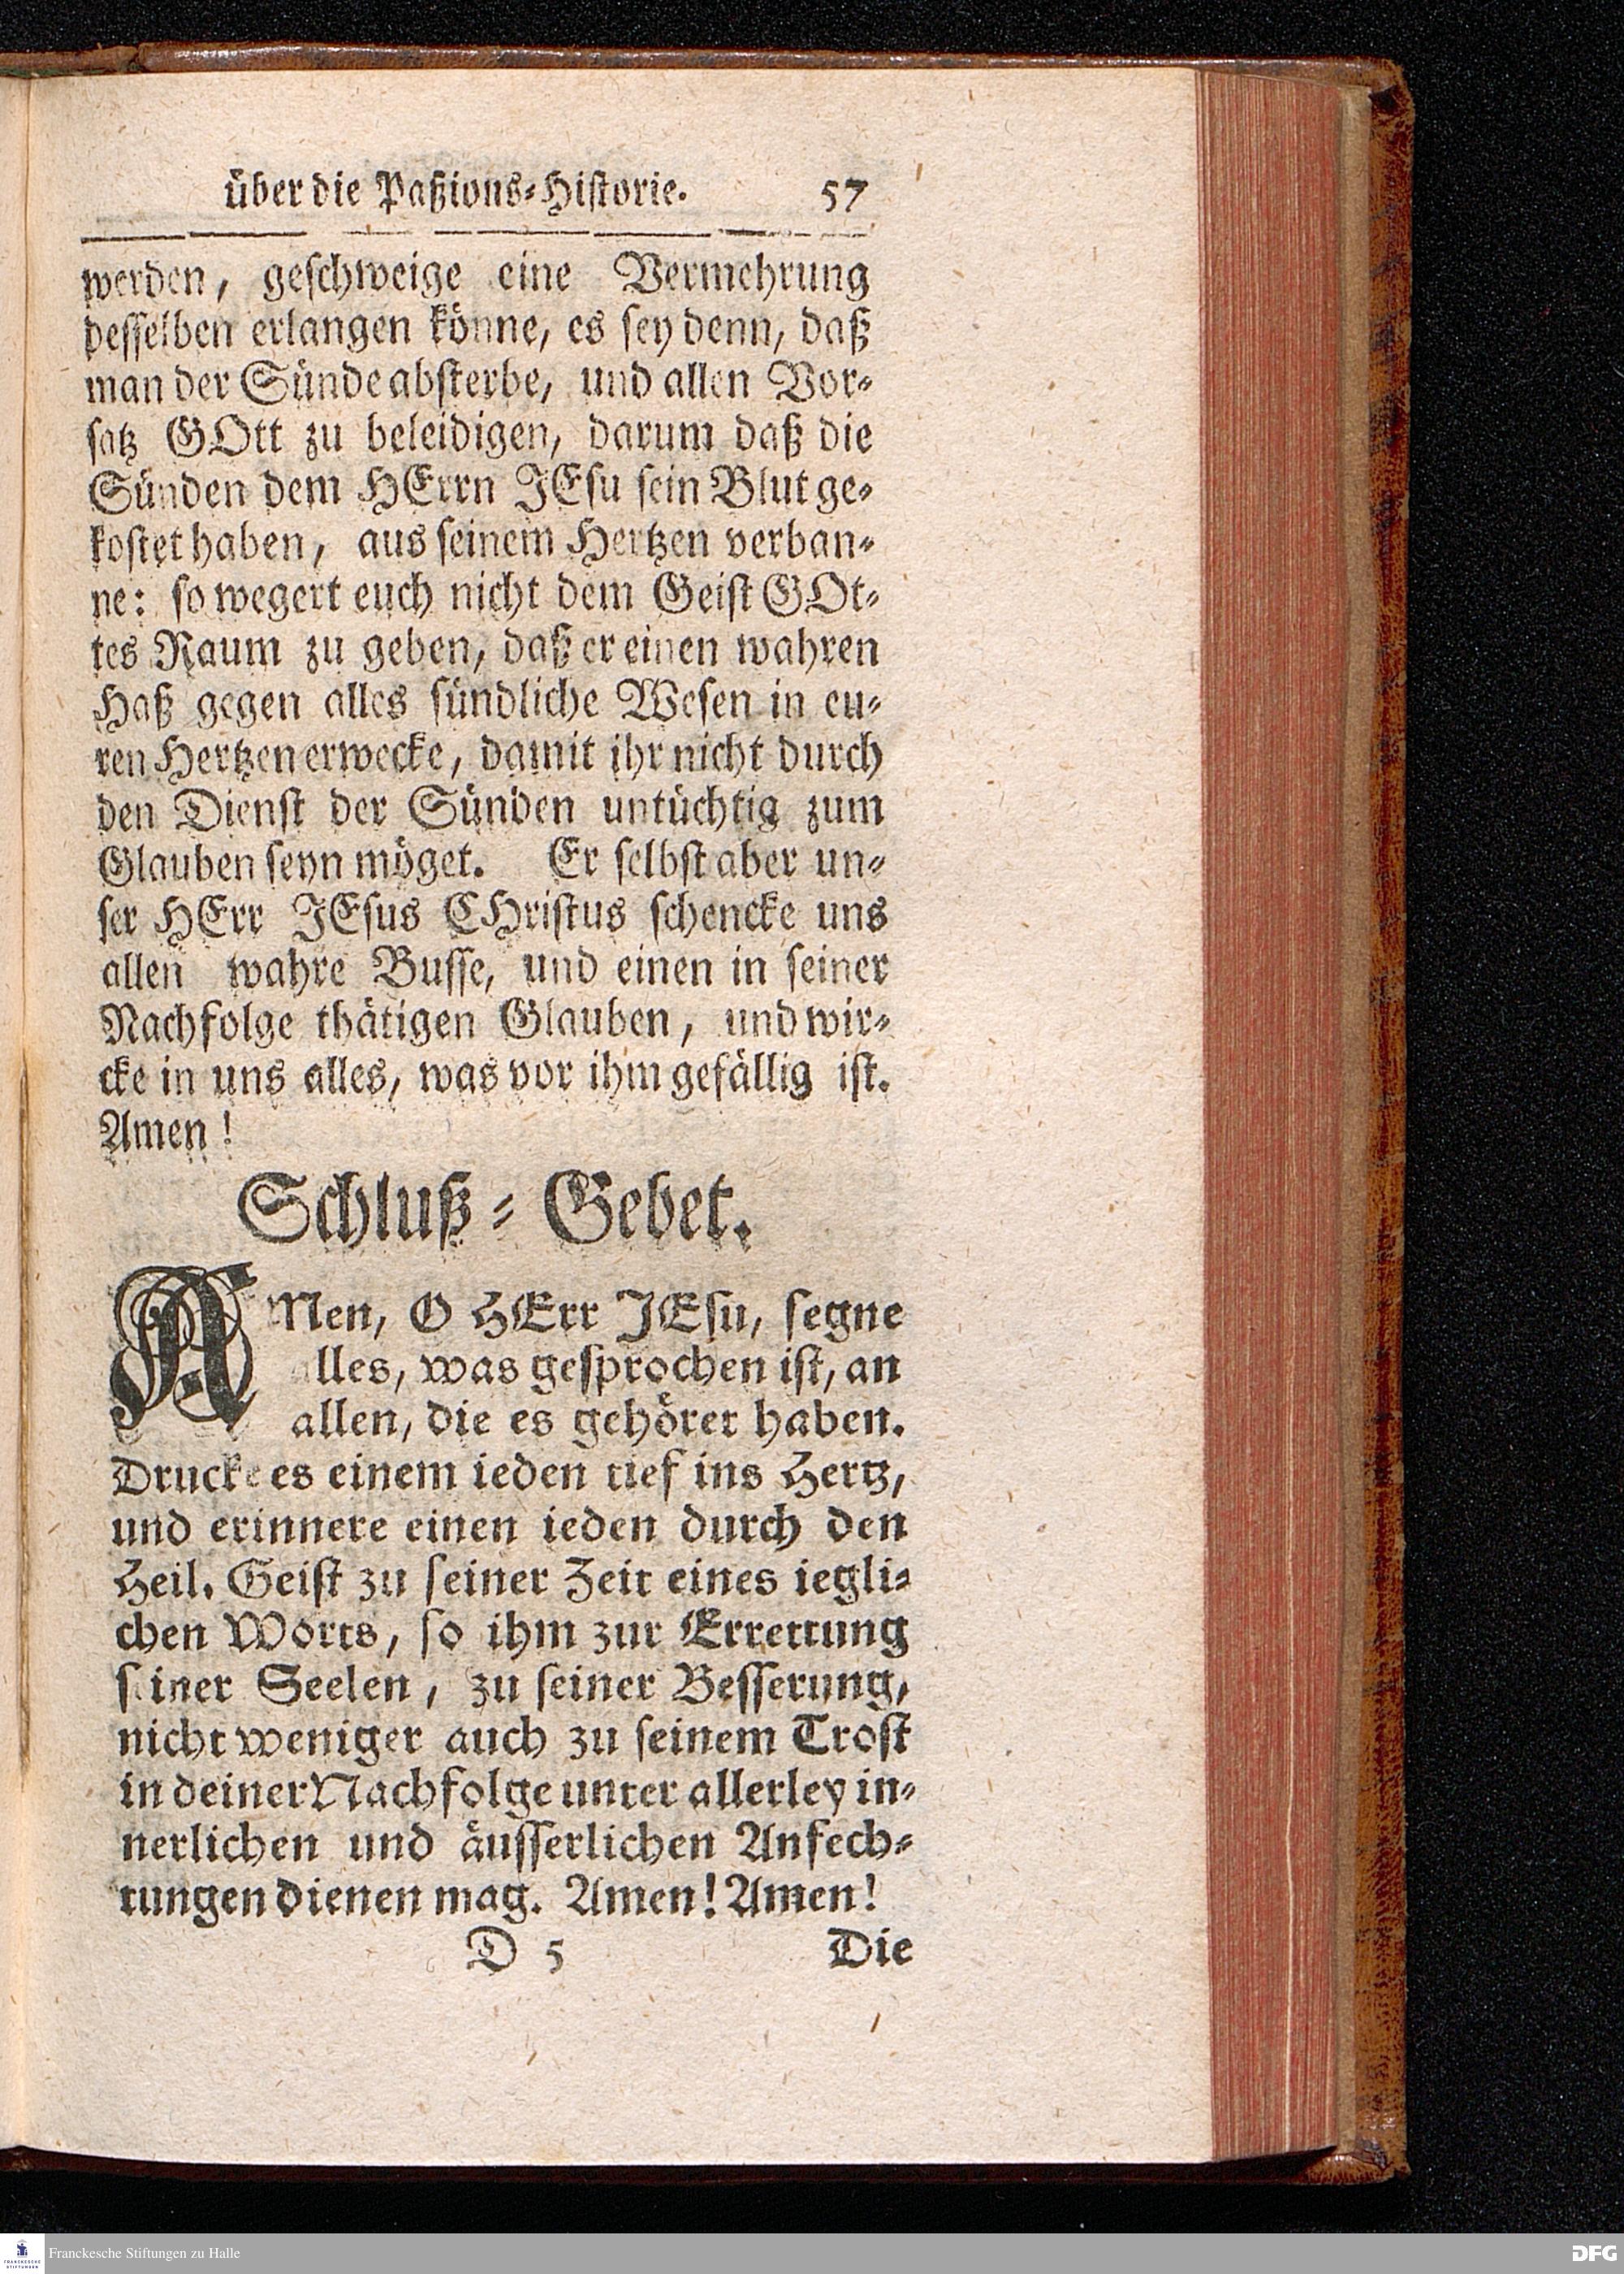 über die Paßions-Historie. 57
werden, geschweige eine Vermehrung
desselben erlangen könne, es sey denn, daß
man der Sünde absterbe, und allen Vor-
satz GOtt zu beleidigen, darum daß die
Sünden dem HErrn JEsu sein Blut ge-
kostet haben, aus seinem Hertzen verban-
ne: so wegert euch nicht dem Geist GOt-
tes Raum zu geben, daß er einen wahren
Haß gegen alles sündliche Wesen in eu-
ren Hertzen erwecke, damit ihr nicht durch
den Dienst der Sünden untüchtig zum
Glauben seyn möget. Er selbst aber un-
ser HErr JEsus CHristus schencke uns
allen wahre Busse, und einen in seiner
Nachfolge thätigen Glauben, und wir-
cke in uns alles, was vor ihm gefällig ist.
Amen!
Schluß-Gebet.
AMen, O HErr JEsu, segne
alles, was gesprochen ist, an
allen, die es gehöret haben.
Drucke es einem ieden tief ins Hertz,
und erinnere einen ieden durch den
Heil. Geist zu seiner Zeit eines iegli-
chen Worts, so ihm zur Errettung
seiner Seelen, zu seiner Besserung,
nicht weniger auch zu seinem Trost
in deiner Nachfolge unter allerley in-
nerlichen und äusserlichen Anfech-
tungen dienen mag. Amen! Amen!
D 5 Die
FRANCKESCHE STIFTUNGEN
Franckesche Stiftungen zu Halle
DFG